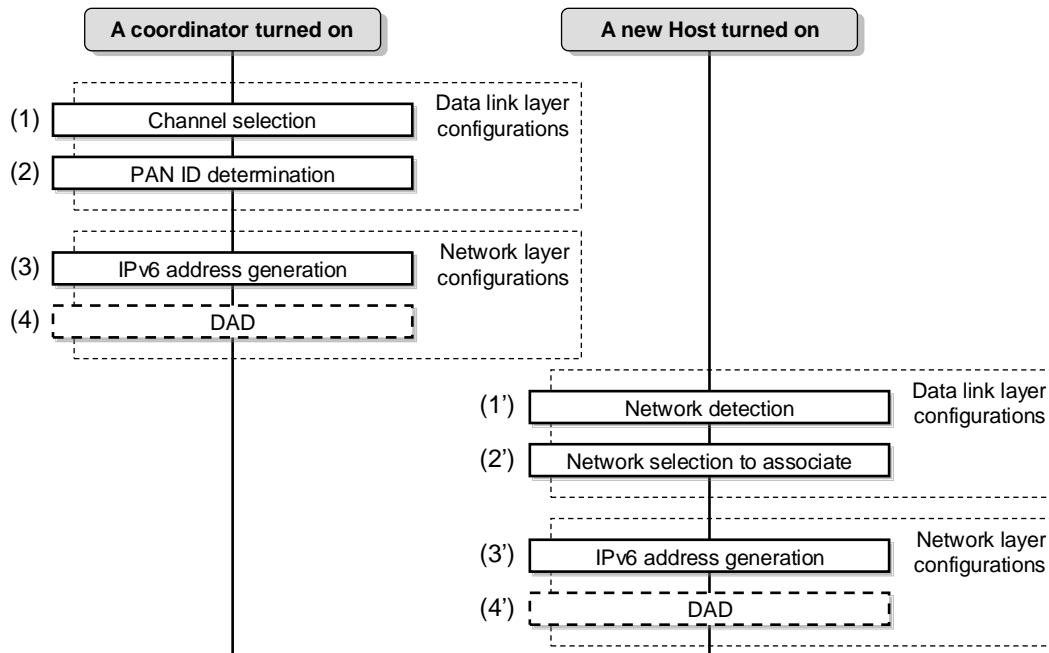 A coordinator turned on
A new Host turned on
Data link layer
configurations
(1)
Channel selection
(2)
PAN ID determination
Network layer
configurations
(3)
IPv6 address generation
(4)
DAD
Data link layer
configurations
(1’)
Network detection
(2’)
Network selection to associate
Network layer
configurations
(3’)
IPv6 address generation
(4’)
DAD